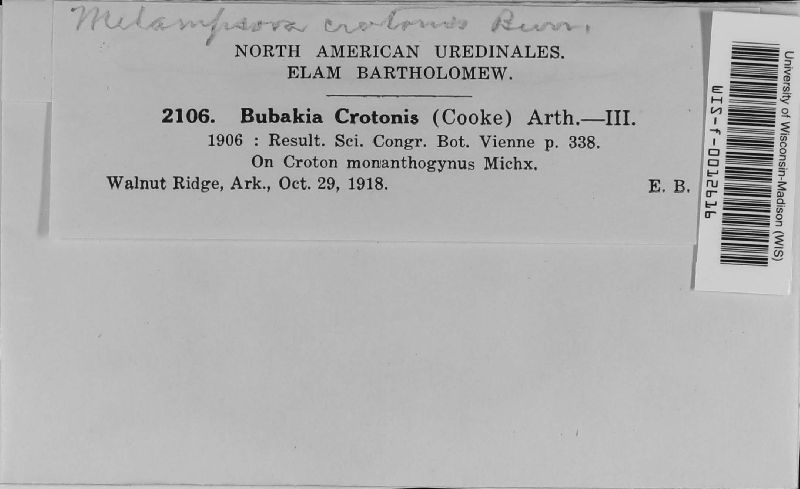 Melampsora crotonis Burr.
NORTH AMERICAN UREDINALES.
ELAM BARTHOLOMEW.
2106. Bubakia Crotonis (Cooke) Arth.—III.
1906 : Result. Sci. Congr. Bot. Vienne p. 338.
On Croton monanthogynus Michx.
Walnut Ridge, Ark., Oct. 29, 1918. E. B.
University of Wisconsin-Madison (WIS)
WIS-f-0012919